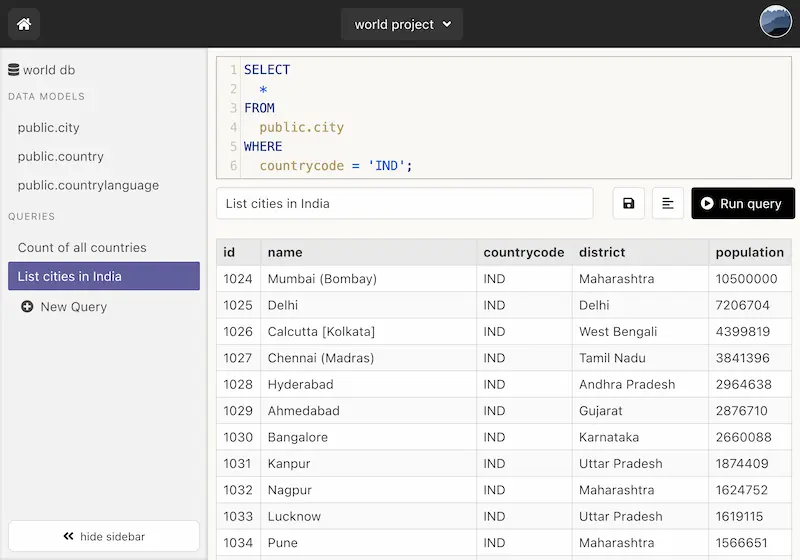 world project
world db
DATA MODELS
public.city
public.country
public.countrylanguage
QUERIES
Count of all countries
List cities in India
New Query
hide sidebar
1 SELECT
2 *
3 FROM
4 public.city
5 WHERE
6 countrycode = 'IND';
List cities in India
Run query
id name countrycode district population
1024 Mumbai (Bombay) IND Maharashtra 10500000
1025 Delhi IND Delhi 7206704
1026 Calcutta [Kolkata] IND West Bengali 4399819
1027 Chennai (Madras) IND Tamil Nadu 3841396
1028 Hyderabad IND Andhra Pradesh 2964638
1029 Ahmedabad IND Gujarat 2876710
1030 Bangalore IND Karnataka 2660088
1031 Kanpur IND Uttar Pradesh 1874409
1032 Nagpur IND Maharashtra 1624752
1033 Lucknow IND Uttar Pradesh 1619115
1034 Pune IND Maharashtra 1566651